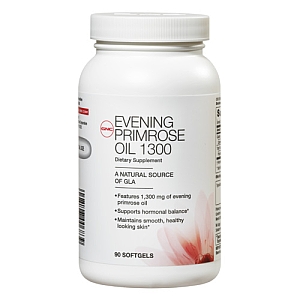 GNC
EVENING
PRIMROSE
OIL 1300
Dietary Supplement
A NATURAL SOURCE
OF GLA
• Features 1,300 mg of evening
primrose oil
• Supports hormonal balance*
• Maintains smooth, healthy
looking skin*
90 SOFTGELS